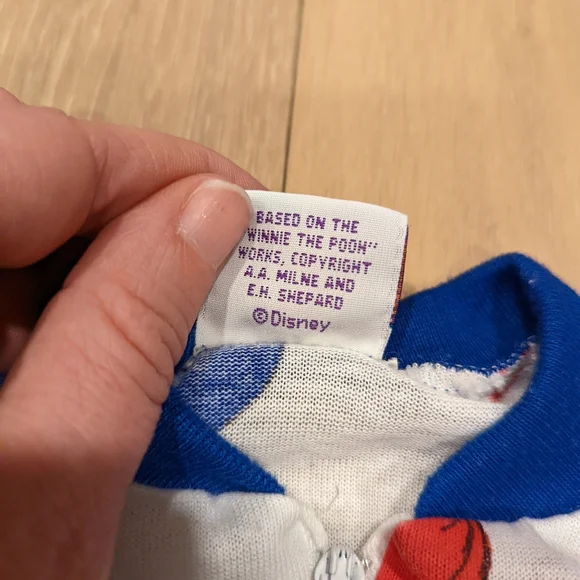 BASED ON THE
"WINNIE THE POOH"
WORKS, COPYRIGHT
A.A. MILNE AND
E.H. SHEPARD
©Disney